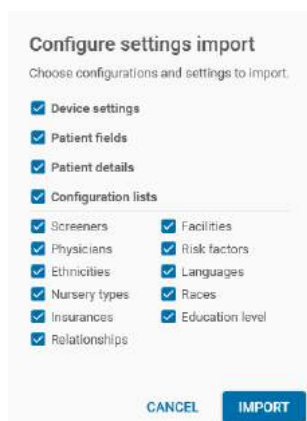 Configure settings import
Choose configurations and settings to import.
Device settings
Patient fields
Patient details
Configuration lists
Screeners Facilities
Physicians Risk factors
Ethnicities Languages
Nursery types Races
Insurances Education level
Relationships
CANCEL IMPORT